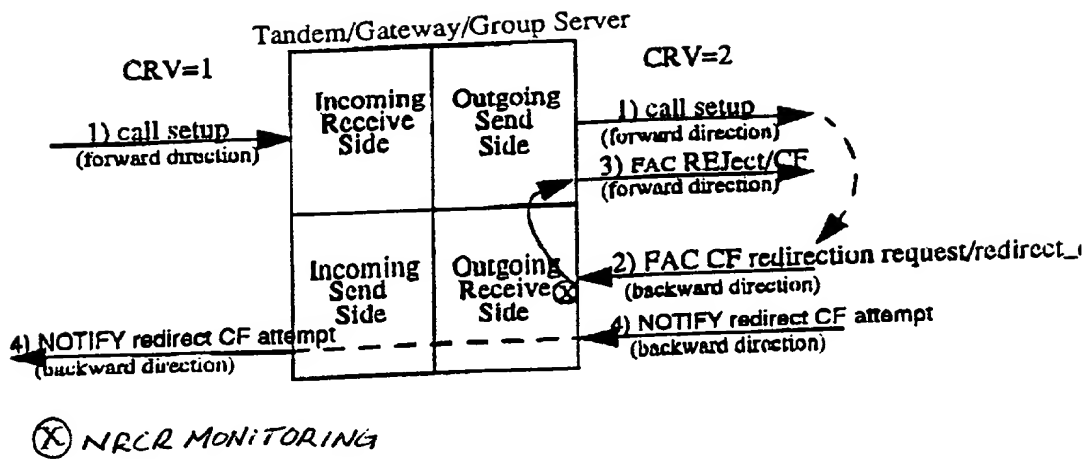 Tandem/Gateway/Group Server
CRV=1
CRV=2
Incoming
Receive
Side
Outgoing
Send
Side
1) call setup
(forward direction)
1) call setup
(forward direction)
3) FAC REJect/CF
(forward direction)
Incoming
Send
Side
Outgoing
Receive
Side
2) FAC CF redirection request/redirect_
(backward direction)
4) NOTIFY redirect CF attempt
(backward direction)
4) NOTIFY redirect CF attempt
(backward direction)
X NRCR MONITORING